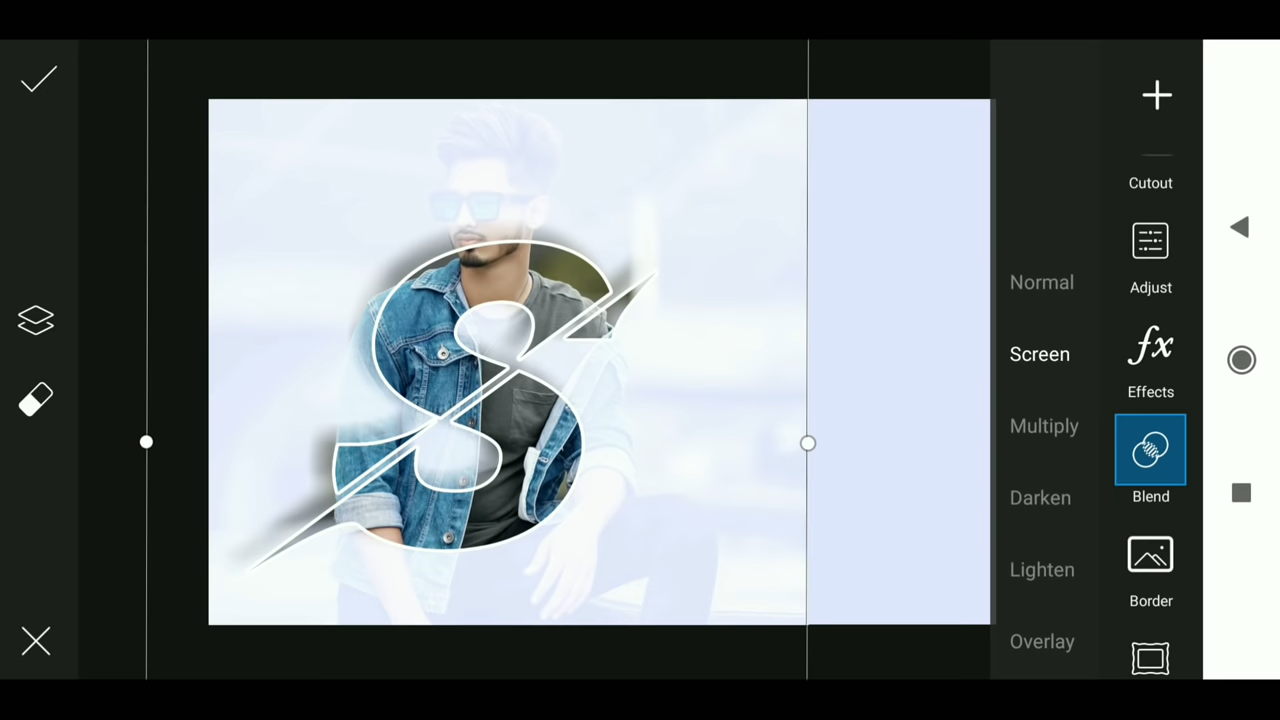 S
Normal
Screen
Multiply
Darken
Lighten
Overlay
Cutout
Adjust
fx
Effects
Blend
Border